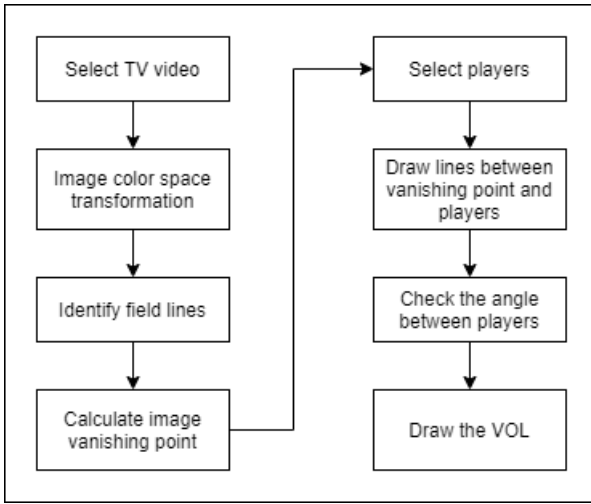 Select TV video
Image color space
transformation
Identify field lines
Calculate image
vanishing point
Select players
Draw lines between
vanishing point and
players
Check the angle
between players
Draw the VOL